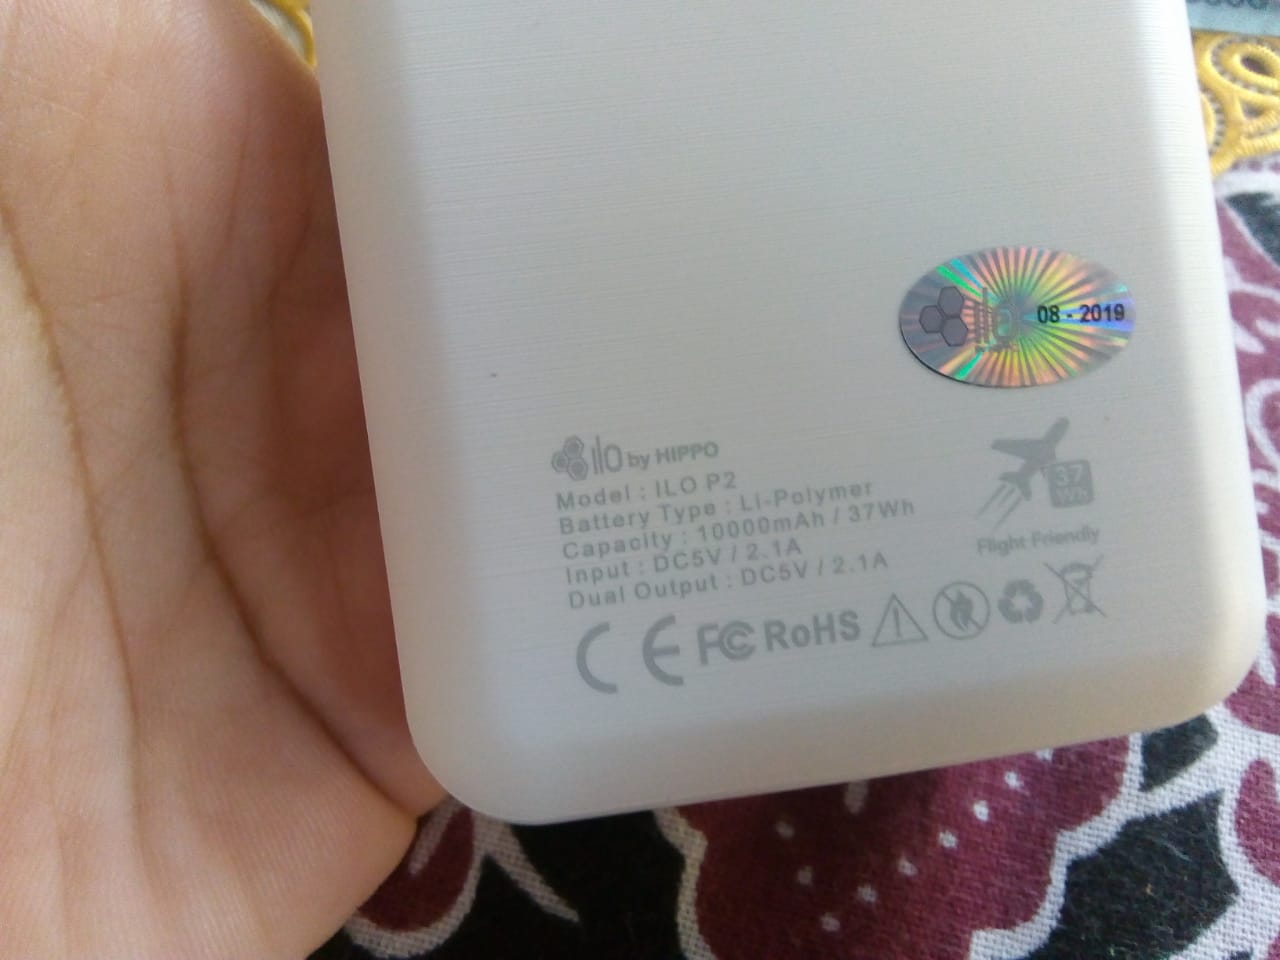 ilo
08 - 2019
ilo by HIPPO
Model : ILO P2
Battery Type : Li-Polymer
Capacity : 10000mAh / 37Wh
Input : DC5V / 2.1A
Dual Output : DC5V / 2.1A
37
Wh
Flight Friendly
CE FC RoHS